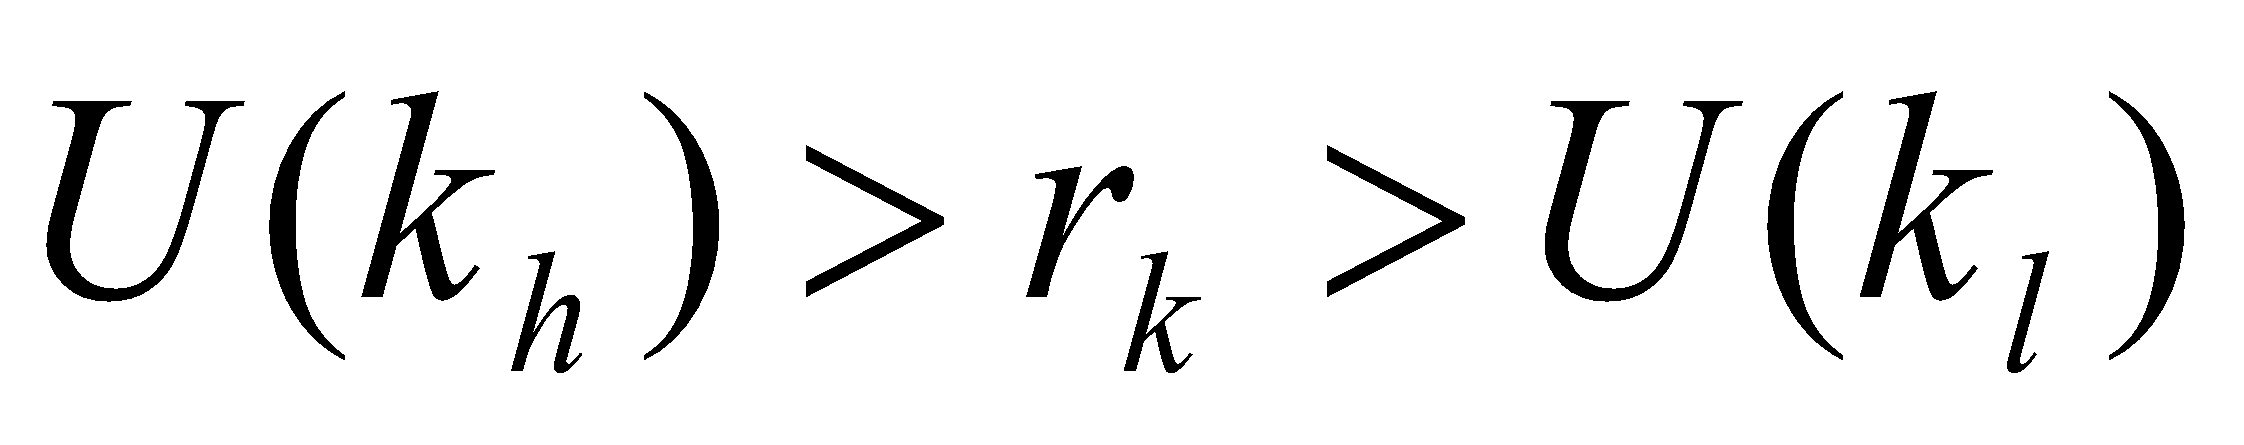 U(k_h) > r_k > U(k_l)